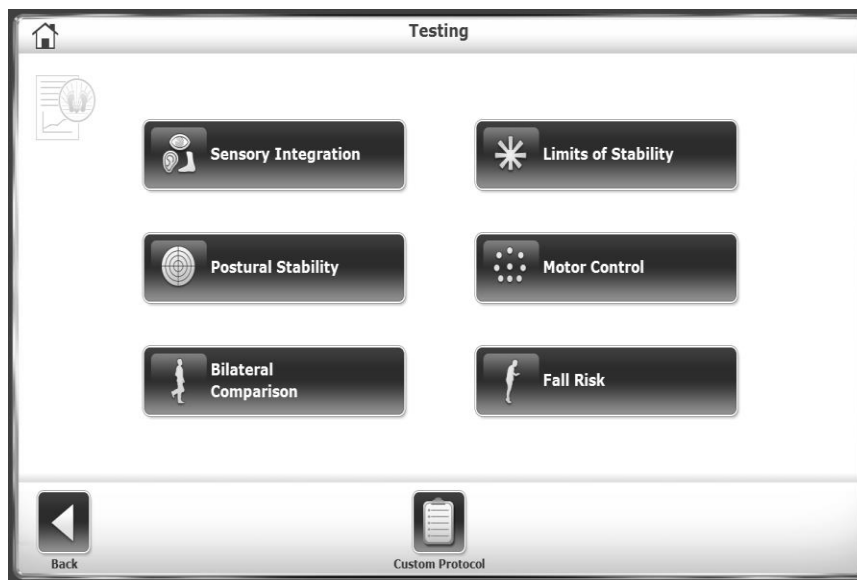 Testing
Sensory Integration
Limits of Stability
Postural Stability
Motor Control
Bilateral
Comparison
Fall Risk
Back
Custom Protocol